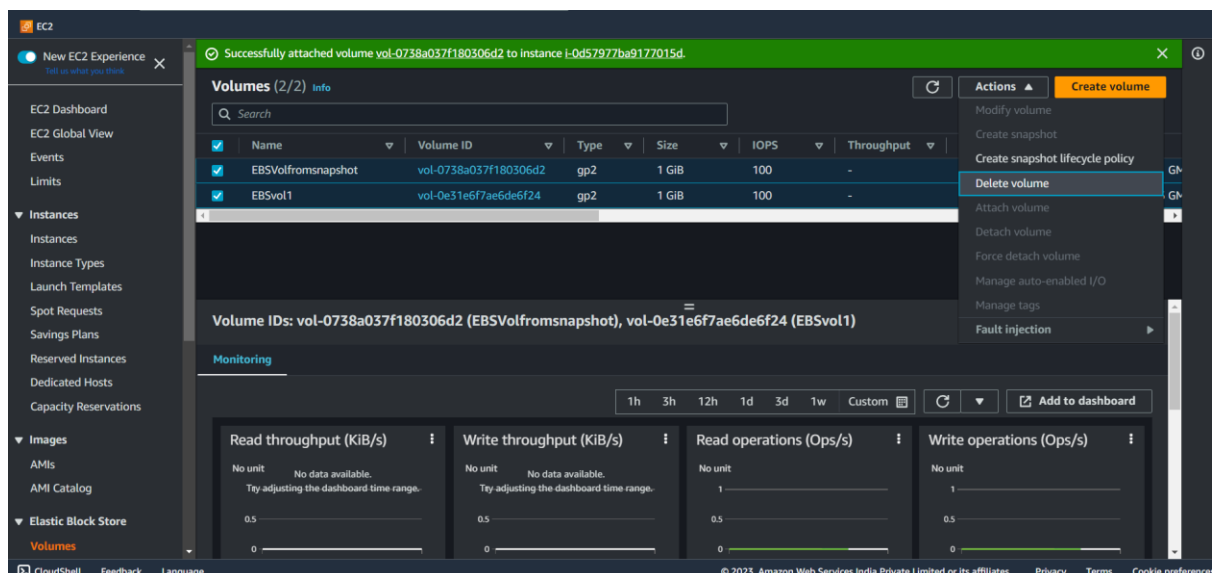 EC2
New EC2 Experience
Tell us what you think
EC2 Dashboard
EC2 Global View
Events
Limits
Instances
Instances
Instance Types
Launch Templates
Spot Requests
Savings Plans
Reserved Instances
Dedicated Hosts
Capacity Reservations
Images
AMIs
AMI Catalog
Elastic Block Store
Volumes
Successfully attached volume vol-0738a037f180306d2 to instance i-0d57977ba9177015d.
Volumes (2/2) Info
Actions
Create volume
Search
Name Volume ID Type Size IOPS Throughput
EBSVolfromsnapshot vol-0738a037f180306d2 gp2 1 GiB 100 -
EBSvol1 vol-0e31e6f7ae6de6f24 gp2 1 GiB 100 -
Modify volume
Create snapshot
Create snapshot lifecycle policy
Delete volume
Attach volume
Detach volume
Force detach volume
Manage auto-enabled I/O
Manage tags
Fault injection
Volume IDs: vol-0738a037f180306d2 (EBSVolfromsnapshot), vol-0e31e6f7ae6de6f24 (EBSvol1)
Monitoring
1h 3h 12h 1d 3d 1w Custom Add to dashboard
Read throughput (KiB/s)
No unit
No data available.
Try adjusting the dashboard time range.
0.5
0
Write throughput (KiB/s)
No unit
No data available.
Try adjusting the dashboard time range.
0.5
0
Read operations (Ops/s)
No unit
1
0.5
0
Write operations (Ops/s)
No unit
1
0.5
0
CloudShell Feedback Language
© 2023, Amazon Web Services India Private Limited or its affiliates. Privacy Terms Cookie preferences